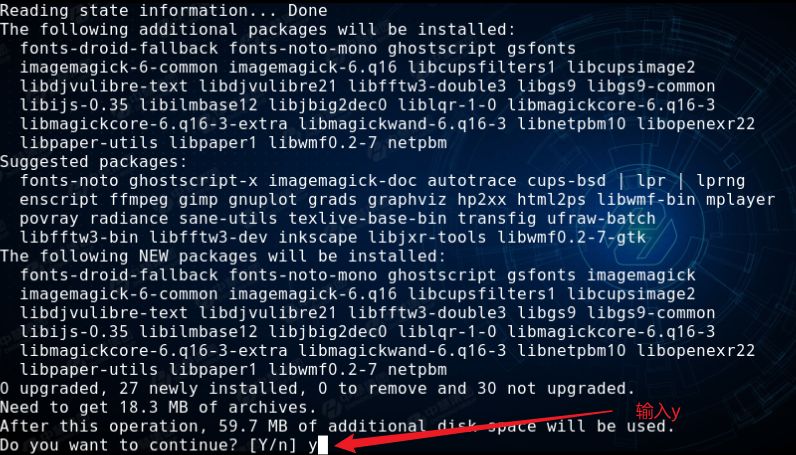 Reading state information... Done
The following additional packages will be installed:
fonts-droid-fallback fonts-noto-mono ghostscript gsfonts
imagemagick-6-common imagemagick-6.q16 libcupsfilters1 libcupsimage2
libdjvulibre-text libdjvulibre21 libfftw3-double3 libgs9 libgs9-common
libijs-0.35 libilmbase12 libjbig2dec0 liblqr-1-0 libmagickcore-6.q16-3
libmagickcore-6.q16-3-extra libmagickwand-6.q16-3 libnetpbm10 libopenexr22
libpaper-utils libpaper1 libwmf0.2-7 netpbm
Suggested packages:
fonts-noto ghostscript-x imagemagick-doc autotrace cups-bsd | lpr | lprng
enscript ffmpeg gimp gnuplot grads graphviz hp2xx html2ps libwmf-bin mplayer
povray radiance sane-utils texlive-base-bin transfig ufraw-batch
libfftw3-bin libfftw3-dev inkscape libjxr-tools libwmf0.2-7-gtk
The following NEW packages will be installed:
fonts-droid-fallback fonts-noto-mono ghostscript gsfonts imagemagick
imagemagick-6-common imagemagick-6.q16 libcupsfilters1 libcupsimage2
libdjvulibre-text libdjvulibre21 libfftw3-double3 libgs9 libgs9-common
libijs-0.35 libilmbase12 libjbig2dec0 liblqr-1-0 libmagickcore-6.q16-3
libmagickcore-6.q16-3-extra libmagickwand-6.q16-3 libnetpbm10 libopenexr22
libpaper-utils libpaper1 libwmf0.2-7 netpbm
0 upgraded, 27 newly installed, 0 to remove and 30 not upgraded.
Need to get 18.3 MB of archives.
输入y
After this operation, 59.7 MB of additional disk space will be used.
Do you want to continue? [Y/n] y